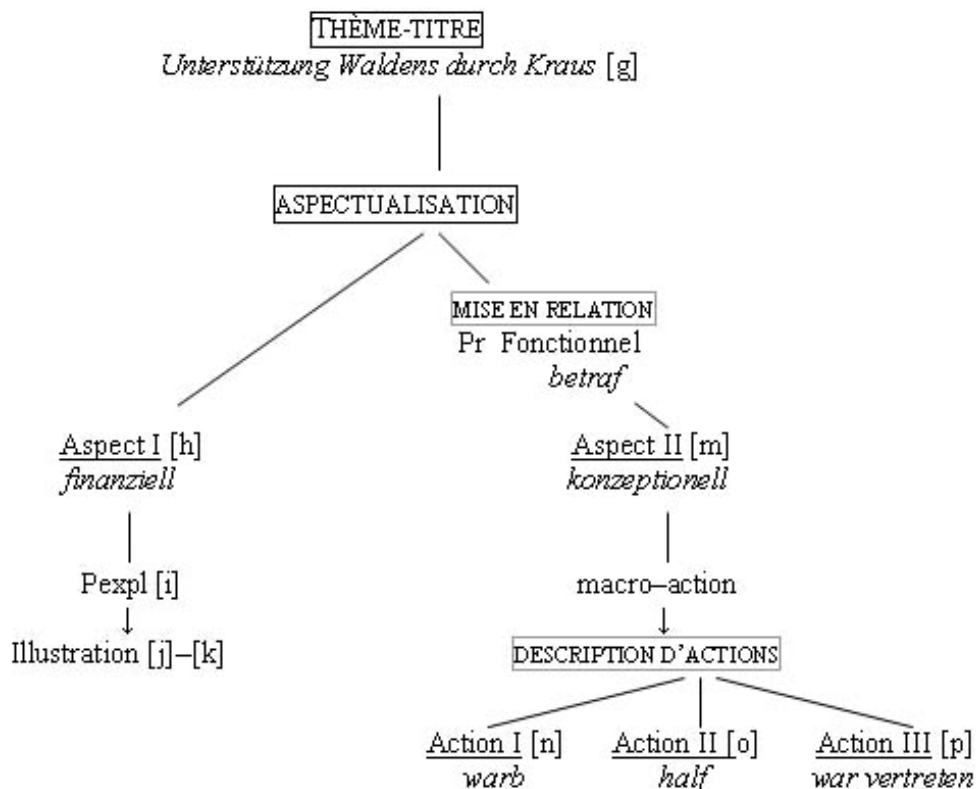 THÈME-TITRE
Unterstützung Waldens durch Kraus [g]
ASPECTUALISATION
MISE EN RELATION
Pr Fonctionnel
betraf
Aspect I [h]
finanziell
Aspect II [m]
konzeptionell
Pexpl [i]
macro–action
Illustration [j]–[k]
DESCRIPTION D’ACTIONS
Action I [n]
warb
Action II [o]
half
Action III [p]
war vertreten